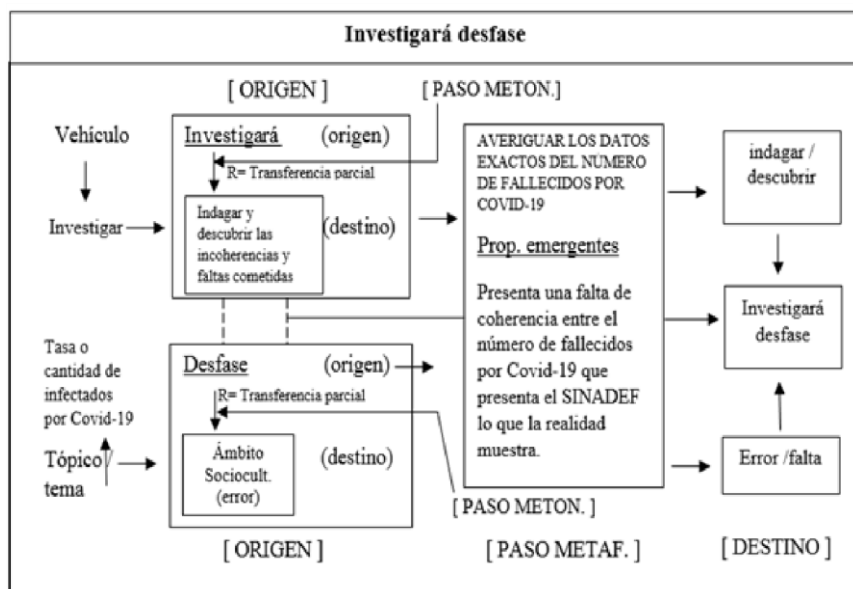 Investigará desfase
[ ORIGEN ]
[ PASO METON.]
Vehículo
Investigar
Investigará (origen)
R= Transferencia parcial
Indagar y
descubrir las
incoherencias y
faltas cometidas
(destino)
AVERIGUAR LOS DATOS
EXACTOS DEL NÚMERO
DE FALLECIDOS POR
COVID-19
Prop. emergentes
Presenta una falta de
coherencia entre el
número de fallecidos
por Covid-19 que
presenta el SINADEF
lo que la realidad
muestra.
indagar /
descubrir
Investigará
desfase
Error /falta
Tasa o
cantidad de
infectados
por Covid-19
Tópico /
tema
Desfase (origen)
R= Transferencia parcial
Ámbito
Sociocult.
(error)
(destino)
[ PASO METON. ]
[ ORIGEN ]
[ PASO METAF. ]
[ DESTINO ]